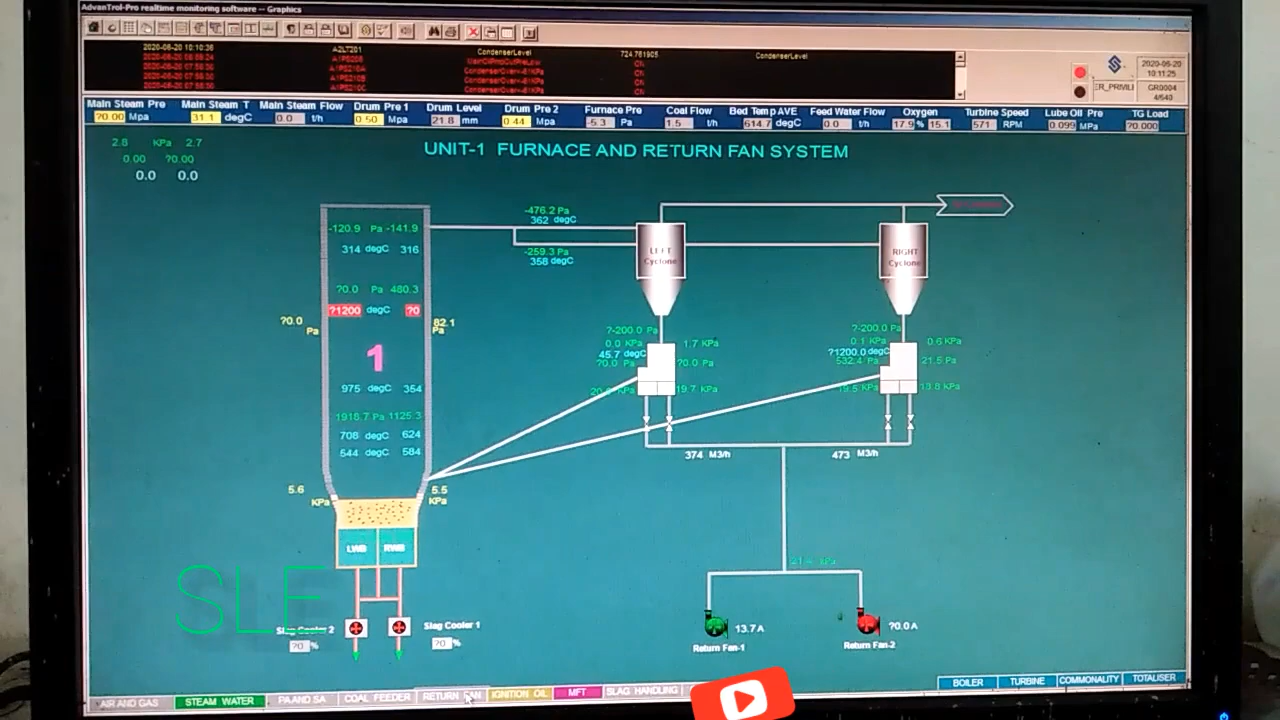 AdvanTrol-Pro realtime monitoring software -- Graphics
2020-06-20 10:10:36 A2LT201 CondenserLevel 724.761905 CondenserLevel
2020-06-20
10:11:25
GR0004
4/640
Main Steam Pre Main Steam T Main Steam Flow Drum Pre 1 Drum Level Drum Pre 2 Furnace Pre Coal Flow Bed Temp AVE Feed Water Flow Oxygen Turbine Speed Lube Oil Pre TG Load
?0.00 Mpa 31.1 degC 0.0 t/h 0.50 Mpa 21.8 mm 0.44 Mpa -5.3 Pa 1.5 t/h 614.7 degC 0.0 t/h 17.9 % 15.1 571 RPM 0.099 MPa ?0.000
2.8 KPa 2.7
0.00 ?0.00
0.0 0.0
UNIT-1 FURNACE AND RETURN FAN SYSTEM
-120.9 Pa -141.9
314 degC 316
?0.0 Pa 480.3
?1200 degC ?0
?0.0 Pa
82.1 Pa
1
975 degC 354
1918.7 Pa 1125.3
708 degC 624
544 degC 584
5.6 KPa
5.5 KPa
LWB RWB
-476.2 Pa
362 degC
-259.3 Pa
358 degC
LEFT Cyclone
RIGHT Cyclone
?-200.0 Pa
0.0 KPa 1.7 KPa
45.7 degC
?0.0 Pa ?0.0 Pa
KPa 19.7 KPa
?-200.0 Pa
0.1 KPa 0.6 KPa
?1200.0 degC
532.4 Pa 21.5 Pa
19.5 KPa 13.8 KPa
374 M3/h 473 M3/h
KPa
SLF
Slag Cooler 2
?0 %
Slag Cooler 1
?0 %
13.7 A
Return Fan-1
?0.0 A
Return Fan-2
BOILER TURBINE COMMONALITY TOTALISER
AIR AND GAS STEAM WATER PA AND SA COAL FEEDER RETURN FAN IGNITION OIL MFT SLAG HANDLING